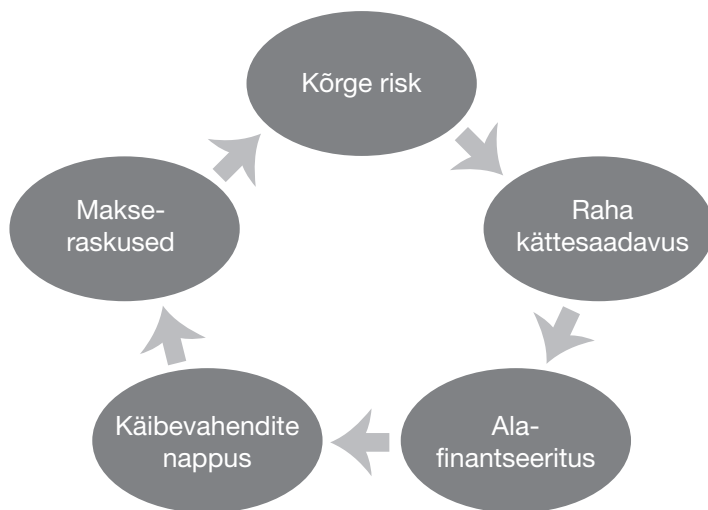 Kõrge risk
Raha
kättesaadavus
Ala-
finantseeritus
Käibevahendite
nappus
Makse-
raskused